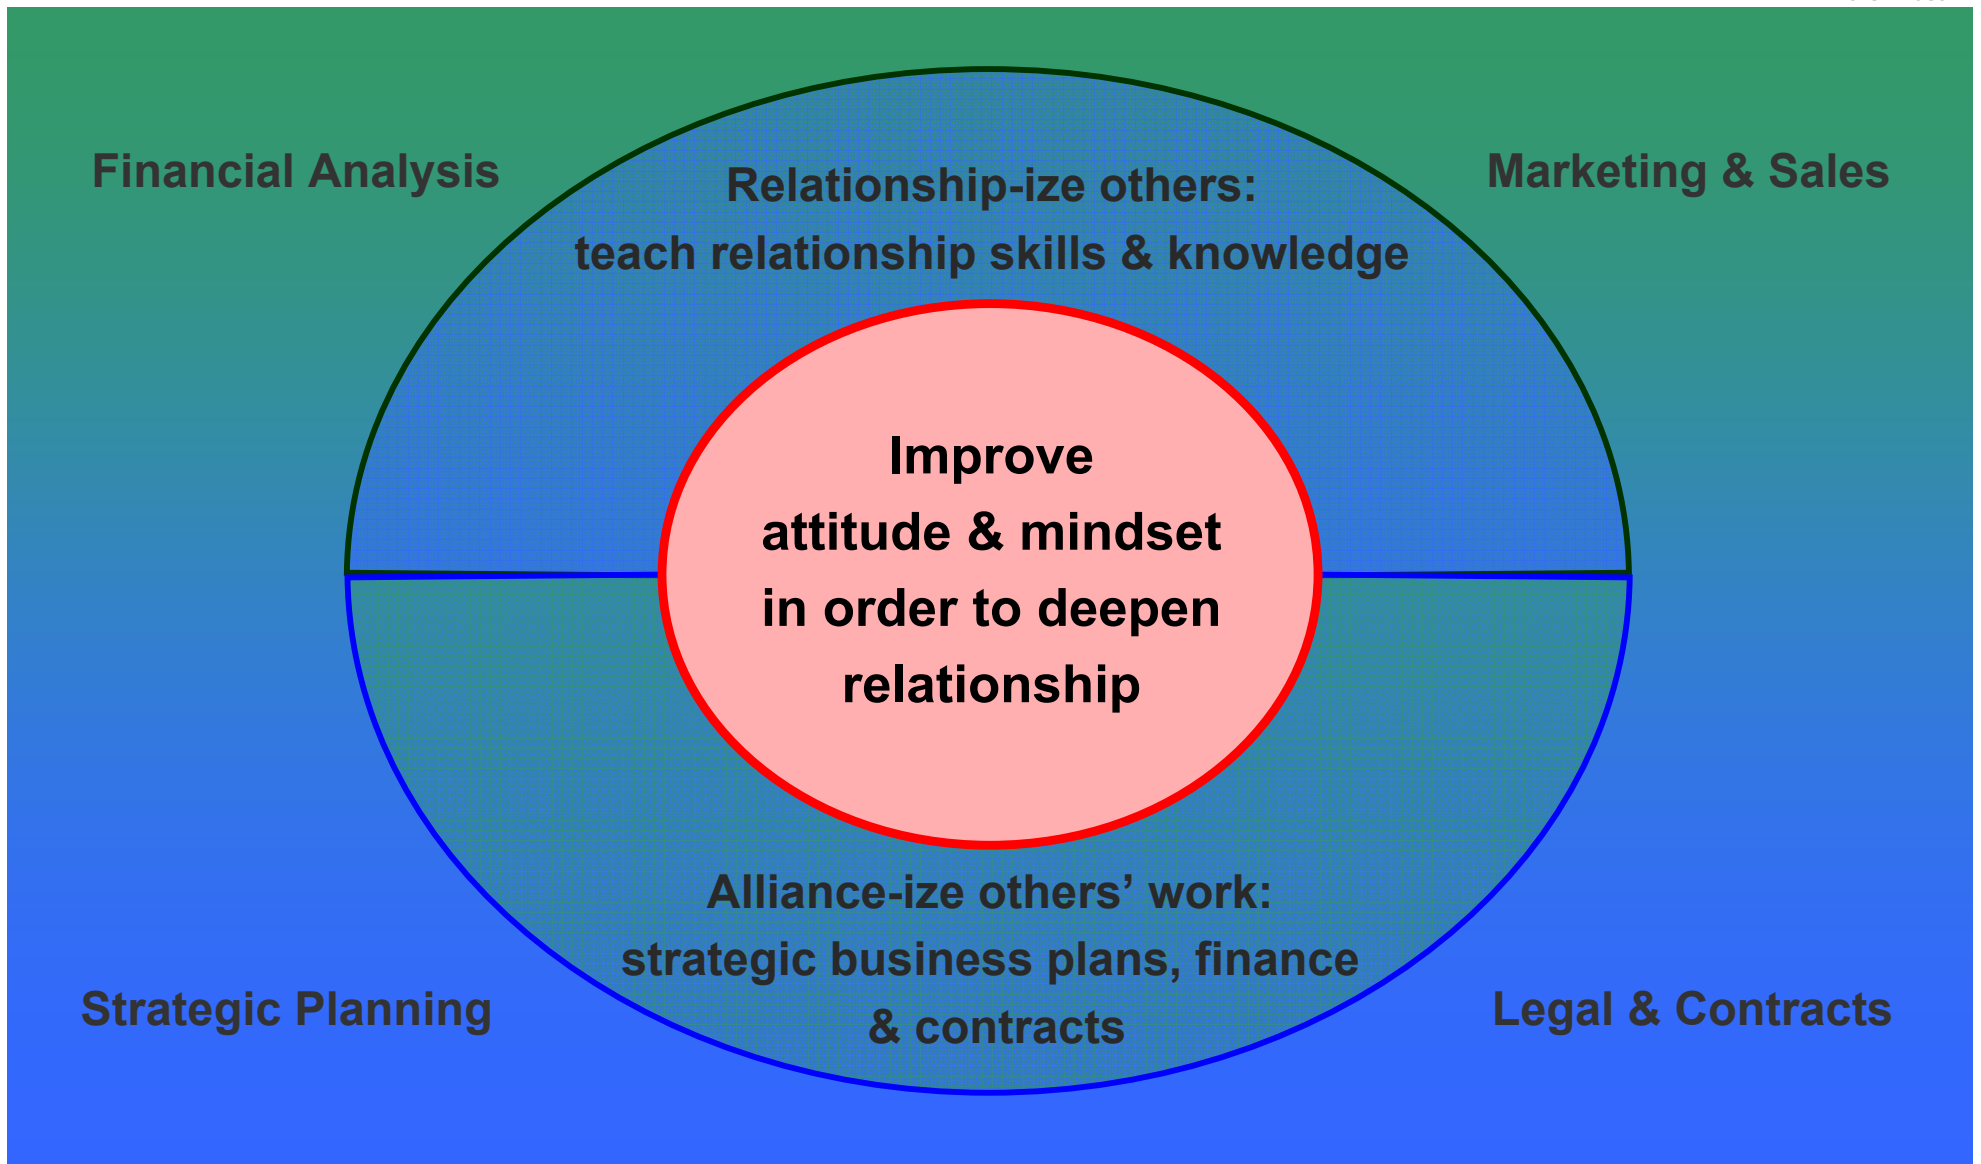 Financial Analysis
Marketing & Sales
Relationship-ize others:
teach relationship skills & knowledge
Improve
attitude & mindset
in order to deepen
relationship
Alliance-ize others’ work:
strategic business plans, finance
& contracts
Strategic Planning
Legal & Contracts